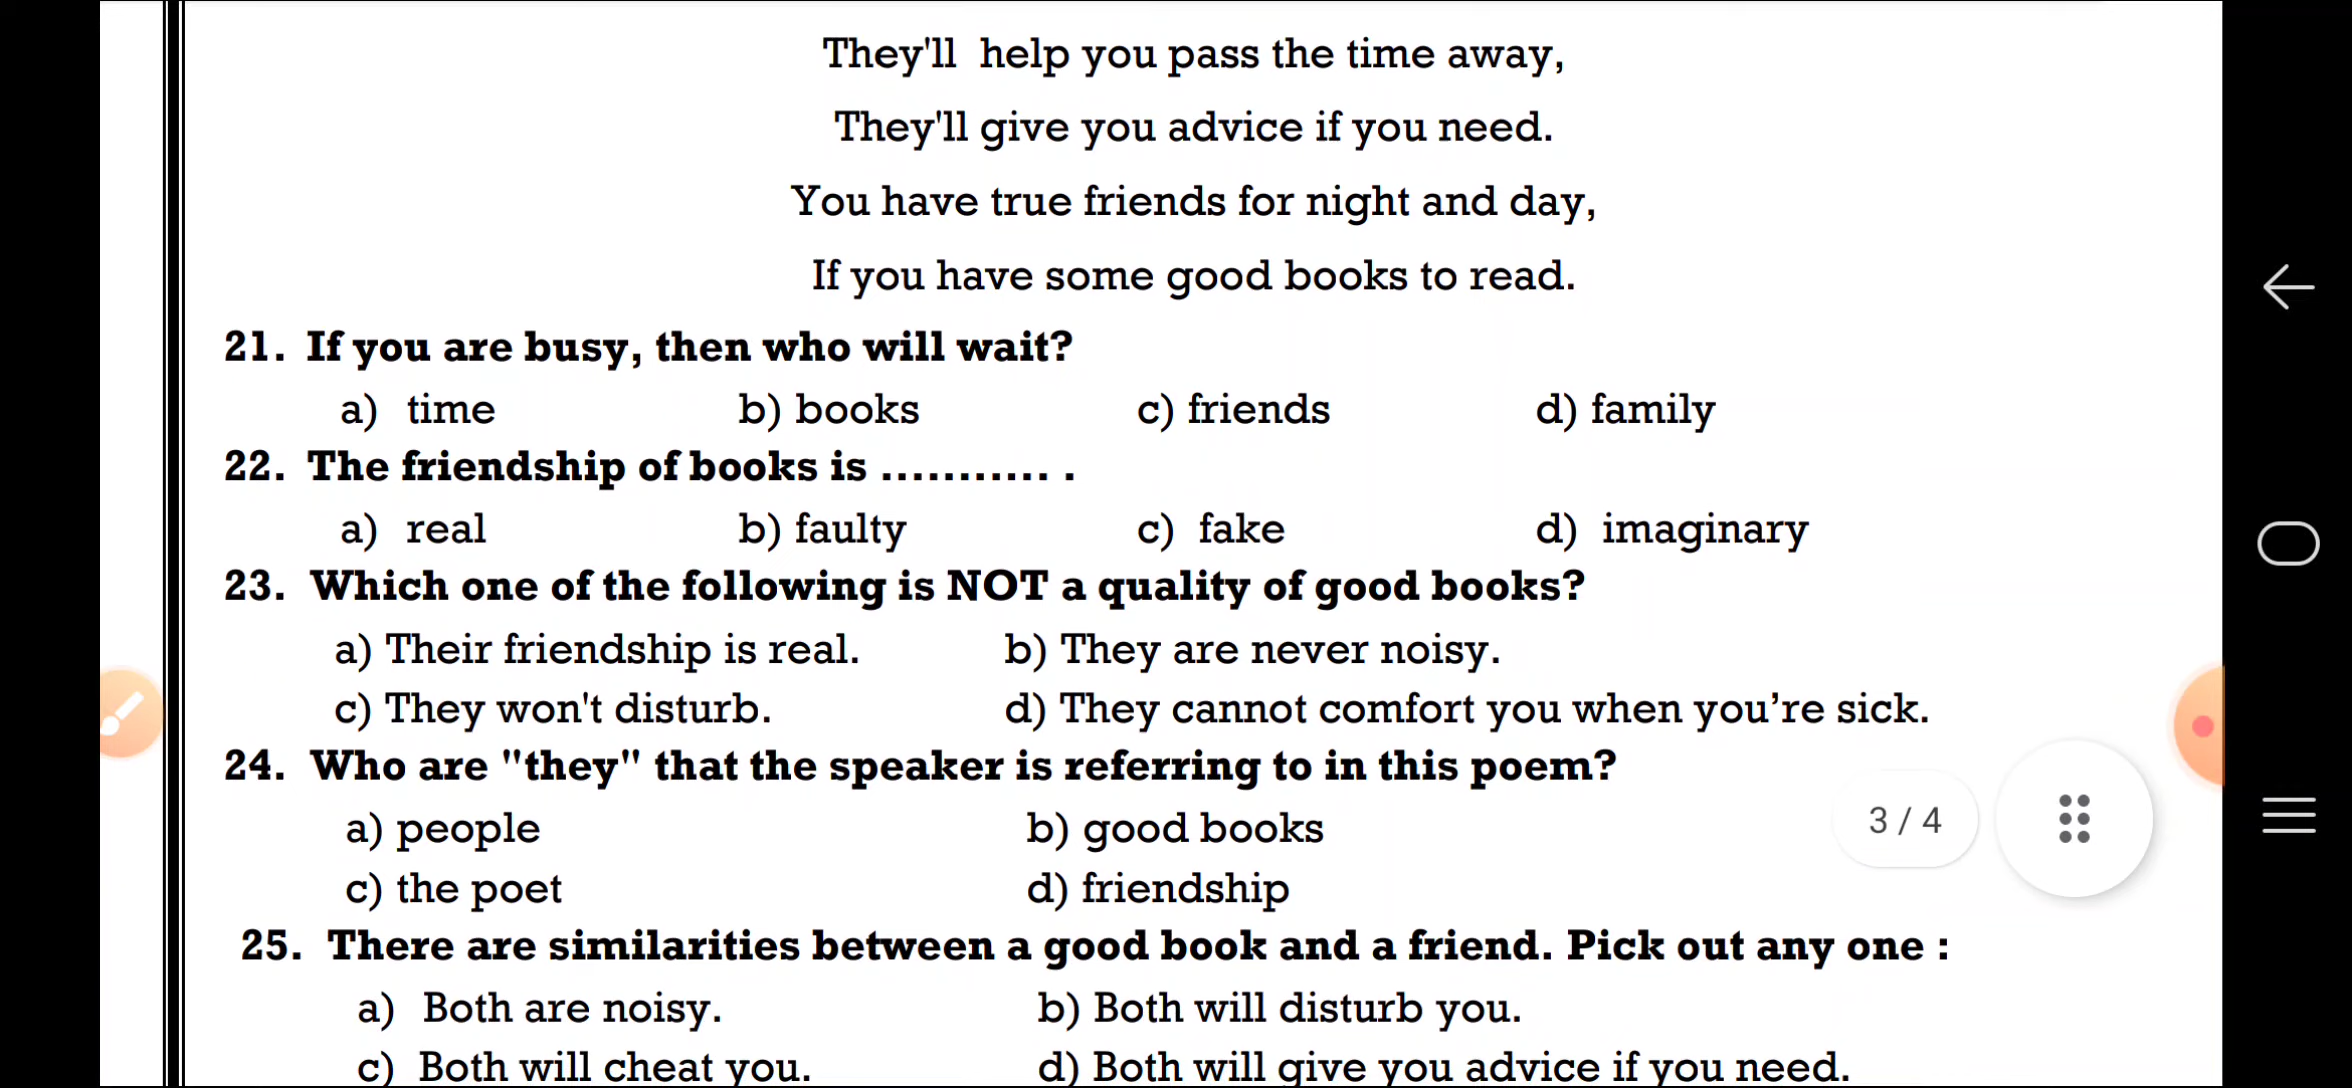 They'll help you pass the time away,
They'll give you advice if you need.
You have true friends for night and day,
If you have some good books to read.
21. If you are busy, then who will wait?
a) time b) books c) friends d) family
22. The friendship of books is ........... .
a) real b) faulty c) fake d) imaginary
23. Which one of the following is NOT a quality of good books?
a) Their friendship is real. b) They are never noisy.
c) They won't disturb. d) They cannot comfort you when you’re sick.
24. Who are "they" that the speaker is referring to in this poem?
a) people b) good books
3 / 4
c) the poet d) friendship
25. There are similarities between a good book and a friend. Pick out any one :
a) Both are noisy. b) Both will disturb you.
c) Both will cheat you. d) Both will give you advice if you need.